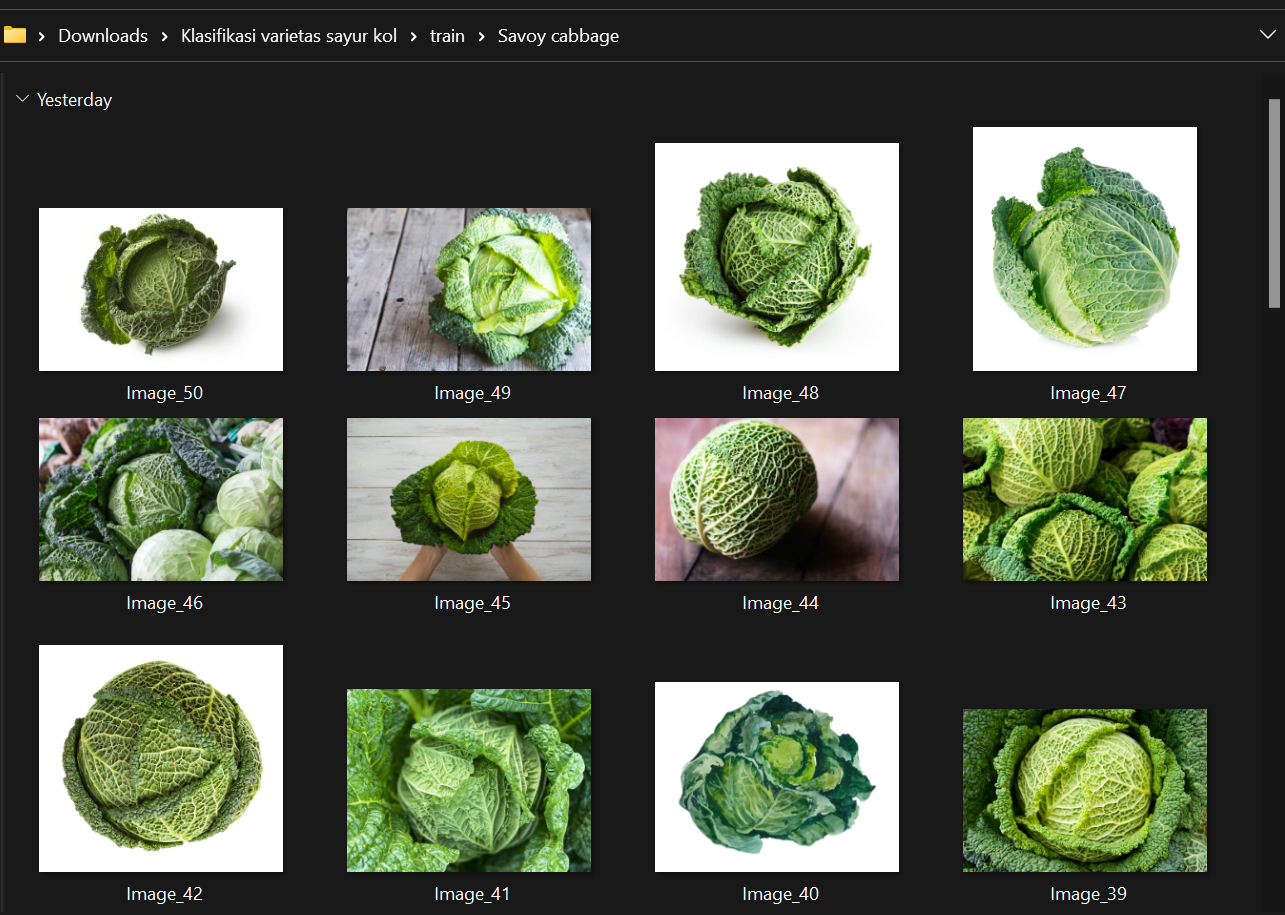 Downloads > Klasifikasi varietas sayur kol > train > Savoy cabbage
Yesterday
Image_50
Image_49
Image_48
Image_47
Image_46
Image_45
Image_44
Image_43
Image_42
Image_41
Image_40
Image_39